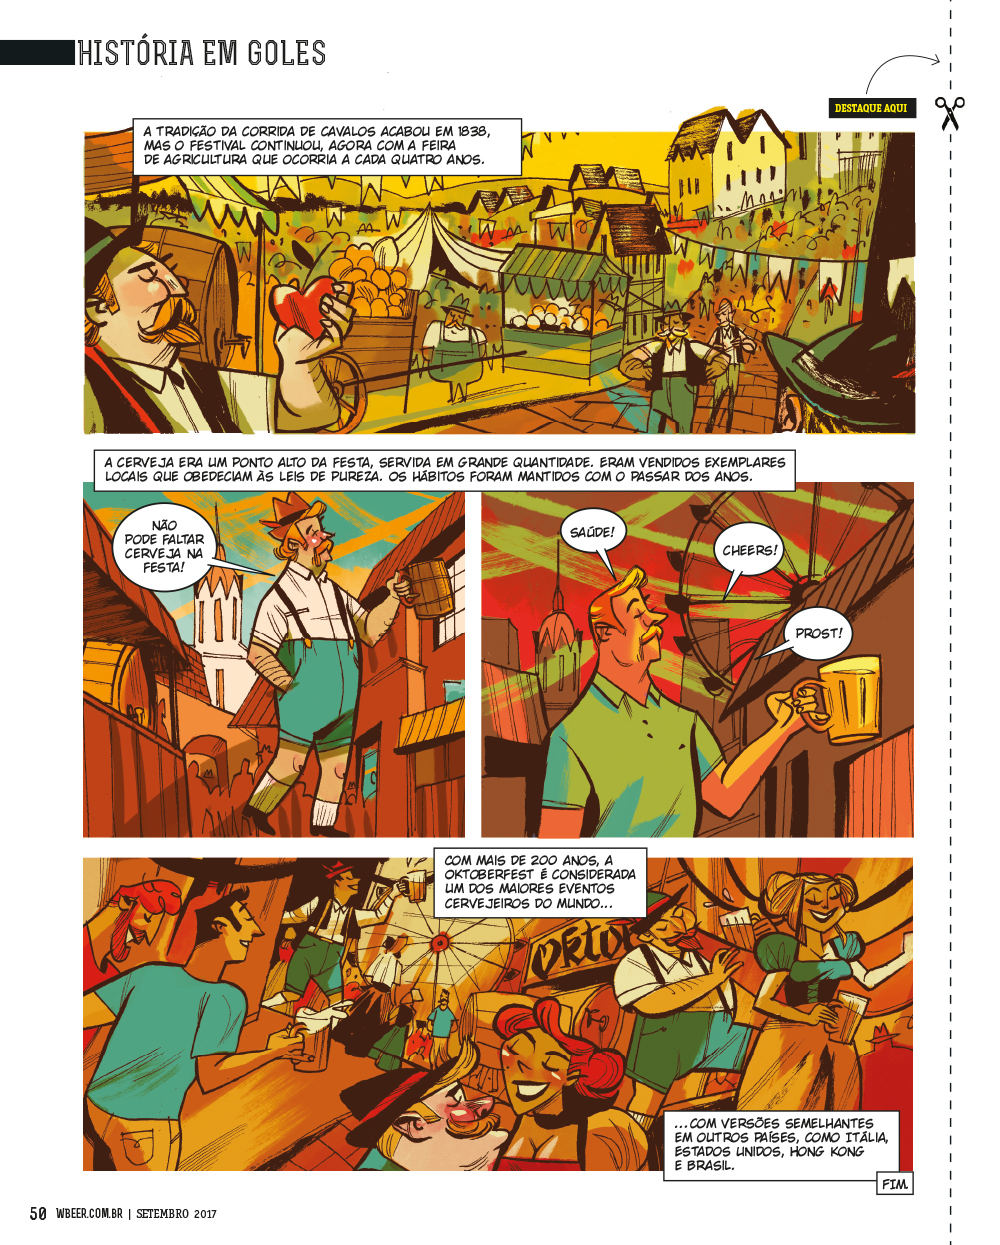 HISTÓRIA EM GOLES
DESTAQUE AQUI
A TRADIÇÃO DA CORRIDA DE CAVALOS ACABOU EM 1838,
MAS O FESTIVAL CONTINUOU, AGORA COM A FEIRA
DE AGRICULTURA QUE OCORRIA A CADA QUATRO ANOS.
A CERVEJA ERA UM PONTO ALTO DA FESTA, SERVIDA EM GRANDE QUANTIDADE. ERAM VENDIDOS EXEMPLARES
LOCAIS QUE OBEDECIAM ÀS LEIS DE PUREZA. OS HÁBITOS FORAM MANTIDOS COM O PASSAR DOS ANOS.
NÃO
PODE FALTAR
CERVEJA NA
FESTA!
SAÚDE!
CHEERS!
PROST!
COM MAIS DE 200 ANOS, A
OKTOBERFEST É CONSIDERADA
UM DOS MAIORES EVENTOS
CERVEJEIROS DO MUNDO...
Oktob
...COM VERSÕES SEMELHANTES
EM OUTROS PAÍSES, COMO ITÁLIA,
ESTADOS UNIDOS, HONG KONG
E BRASIL.
FIM.
50 WBEER.COM.BR | SETEMBRO 2017